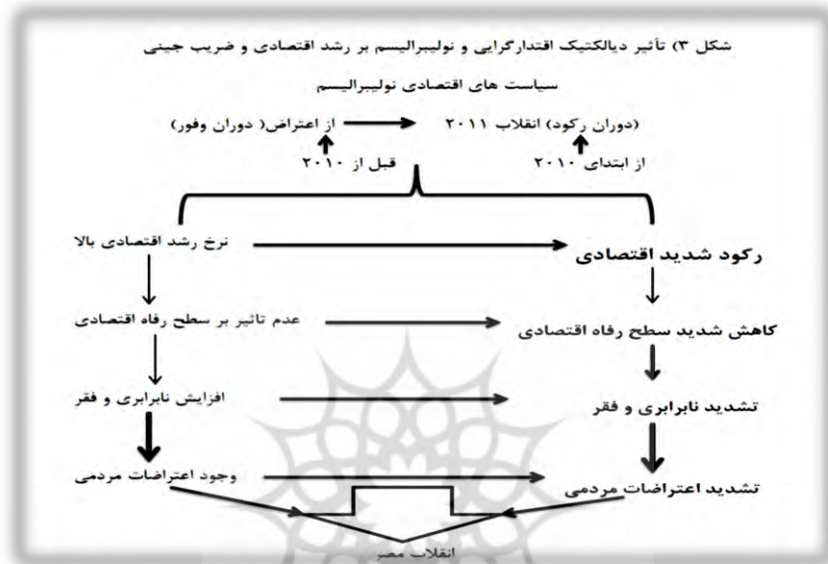 شکل ۳) تأثیر دیالکتیک اقتدارگرایی و نولیبرالیسم بر رشد اقتصادی و ضریب جینی
سیاست های اقتصادی نولیبرالیسم
(دوران رکود) انقلاب ۲۰۱۱ از اعتراض( دوران وفور)
از ابتدای ۲۰۱۰ قبل از ۲۰۱۰
رکود شدید اقتصادی نرخ رشد اقتصادی بالا
کاهش شدید سطح رفاه اقتصادی عدم تاثیر بر سطح رفاه اقتصادی
تشدید نابرابری و فقر افزایش نابرابری و فقر
تشدید اعتراضات مردمی وجود اعتراضات مردمی
انقلاب مصر